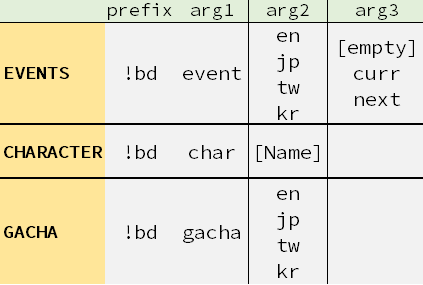 prefix arg1 arg2 arg3
EVENTS !bd event en jp tw kr [empty] curr next
CHARACTER !bd char [Name]
GACHA !bd gacha en jp tw kr